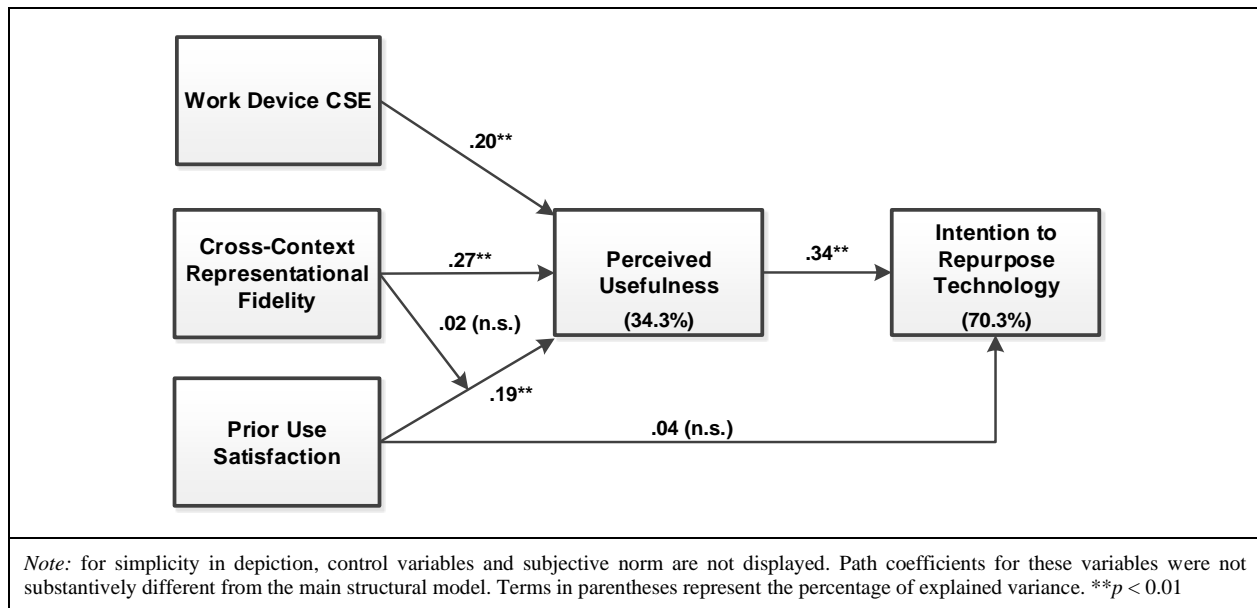 Work Device CSE
.20**
Cross-Context
Representational
Fidelity
.27**
Perceived
Usefulness
(34.3%)
.34**
Intention to
Repurpose
Technology
(70.3%)
.02 (n.s.)
.19**
Prior Use
Satisfaction
.04 (n.s.)
Note: for simplicity in depiction, control variables and subjective norm are not displayed. Path coefficients for these variables were not
substantively different from the main structural model. Terms in parentheses represent the percentage of explained variance. **p < 0.01